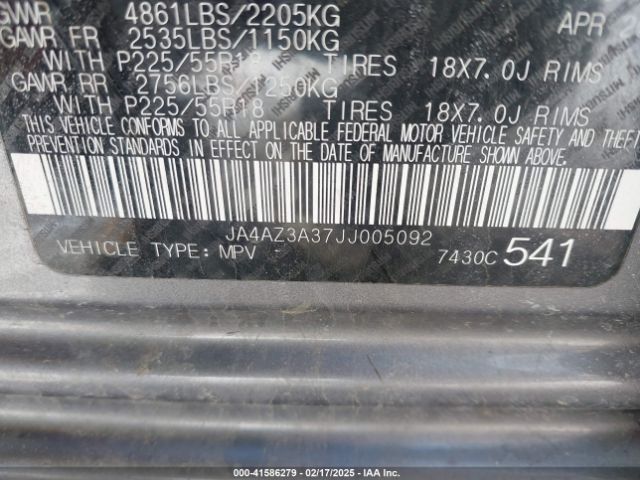 GVWR 4861LBS/2205KG APR
GAWR FR 2535LBS/1150KG
WITH P225/55R18 TIRES 18X7.0J RIMS
GAWR RR 2756LBS/1250KG
WITH P225/55R18 TIRES 18X7.0J RIMS
THIS VEHICLE CONFORMS TO ALL APPLICABLE FEDERAL MOTOR VEHICLE SAFETY AND THEFT
PREVENTION STANDARDS IN EFFECT ON THE DATE OF MANUFACTURE SHOWN ABOVE.
JA4AZ3A37JJ005092
VEHICLE TYPE: MPV 7430C 541
000-41586279 - 02/17/2025 - IAA, Inc.